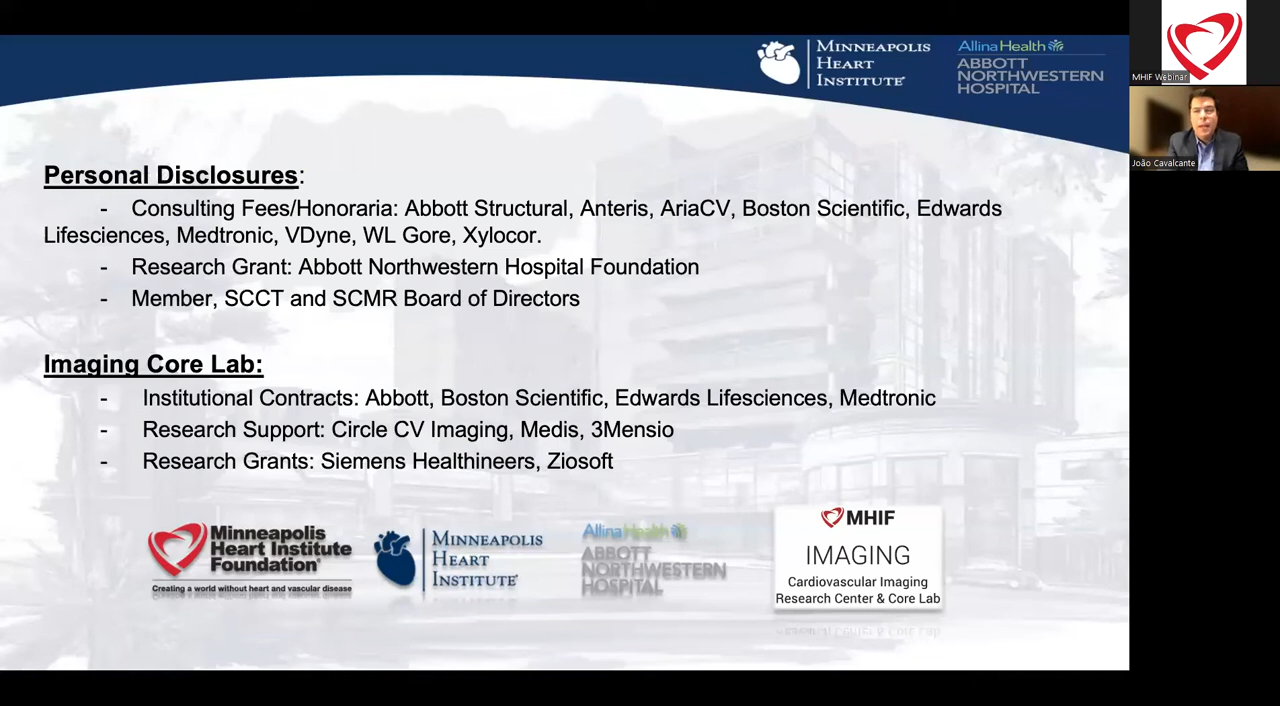 MINNEAPOLIS
HEART
INSTITUTE
AllinaHealth
ABBOTT
NORTHWESTERN
HOSPITAL
MHIF Webinar
João Cavalcante
Personal Disclosures:
- Consulting Fees/Honoraria: Abbott Structural, Anteris, AriaCV, Boston Scientific, Edwards
Lifesciences, Medtronic, VDyne, WL Gore, Xylocor.
- Research Grant: Abbott Northwestern Hospital Foundation
- Member, SCCT and SCMR Board of Directors
Imaging Core Lab:
- Institutional Contracts: Abbott, Boston Scientific, Edwards Lifesciences, Medtronic
- Research Support: Circle CV Imaging, Medis, 3Mensio
- Research Grants: Siemens Healthineers, Ziosoft
Minneapolis
Heart Institute
Foundation®
Creating a world without heart and vascular disease
MINNEAPOLIS
HEART
INSTITUTE
AllinaHealth
ABBOTT
NORTHWESTERN
HOSPITAL
MHIF
IMAGING
Cardiovascular Imaging
Research Center & Core Lab